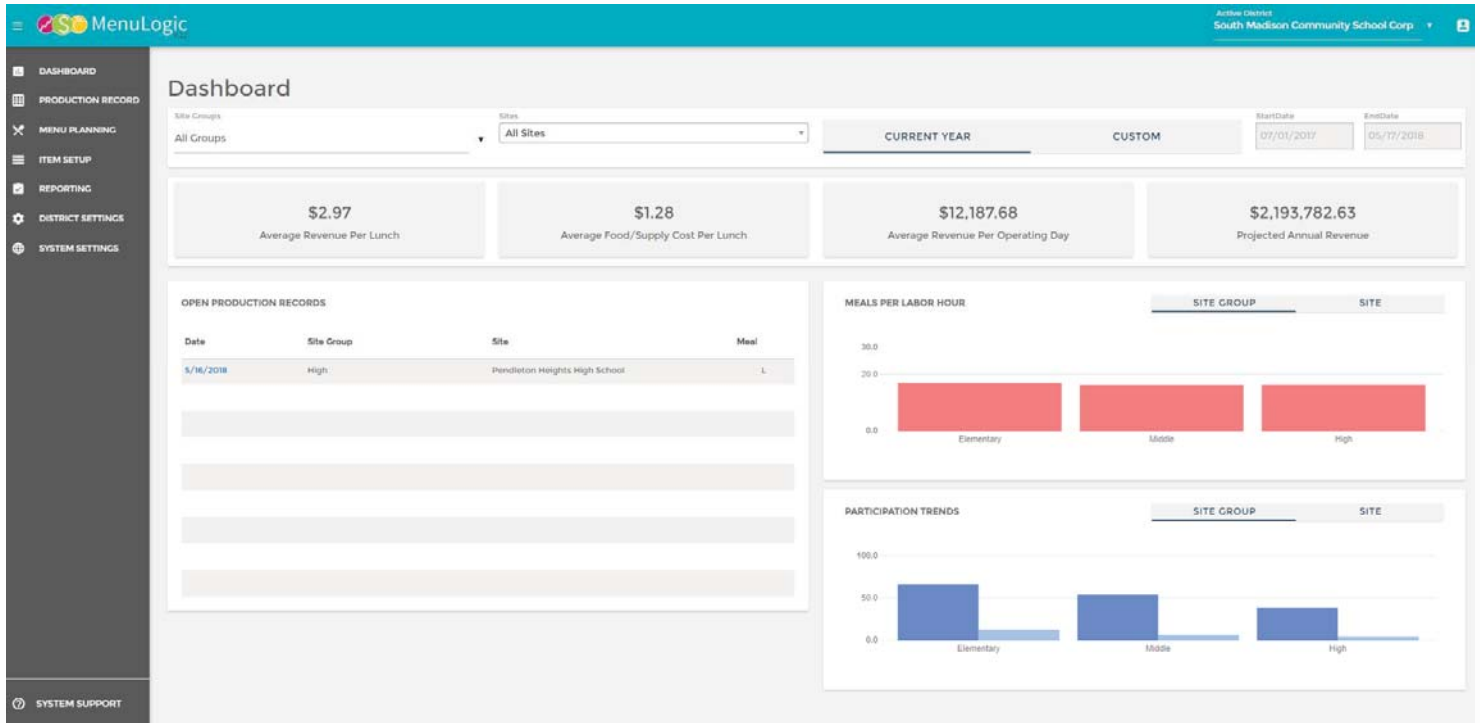 MenuLogic
Active District
South Madison Community School Corp
DASHBOARD
PRODUCTION RECORD
MENU PLANNING
ITEM SETUP
REPORTING
DISTRICT SETTINGS
SYSTEM SETTINGS
SYSTEM SUPPORT
Dashboard
Site Groups
All Groups
Sites
All Sites
CURRENT YEAR
CUSTOM
StartDate
07/01/2017
EndDate
05/17/2018
$2.97
Average Revenue Per Lunch
$1.28
Average Food/Supply Cost Per Lunch
$12,187.68
Average Revenue Per Operating Day
$2,193,782.63
Projected Annual Revenue
OPEN PRODUCTION RECORDS
Date Site Group Site Meal
5/16/2018 High Pendleton Heights High School L
MEALS PER LABOR HOUR
SITE GROUP SITE
30.0
20.0
0.0
Elementary Middle High
PARTICIPATION TRENDS
SITE GROUP SITE
100.0
50.0
0.0
Elementary Middle High